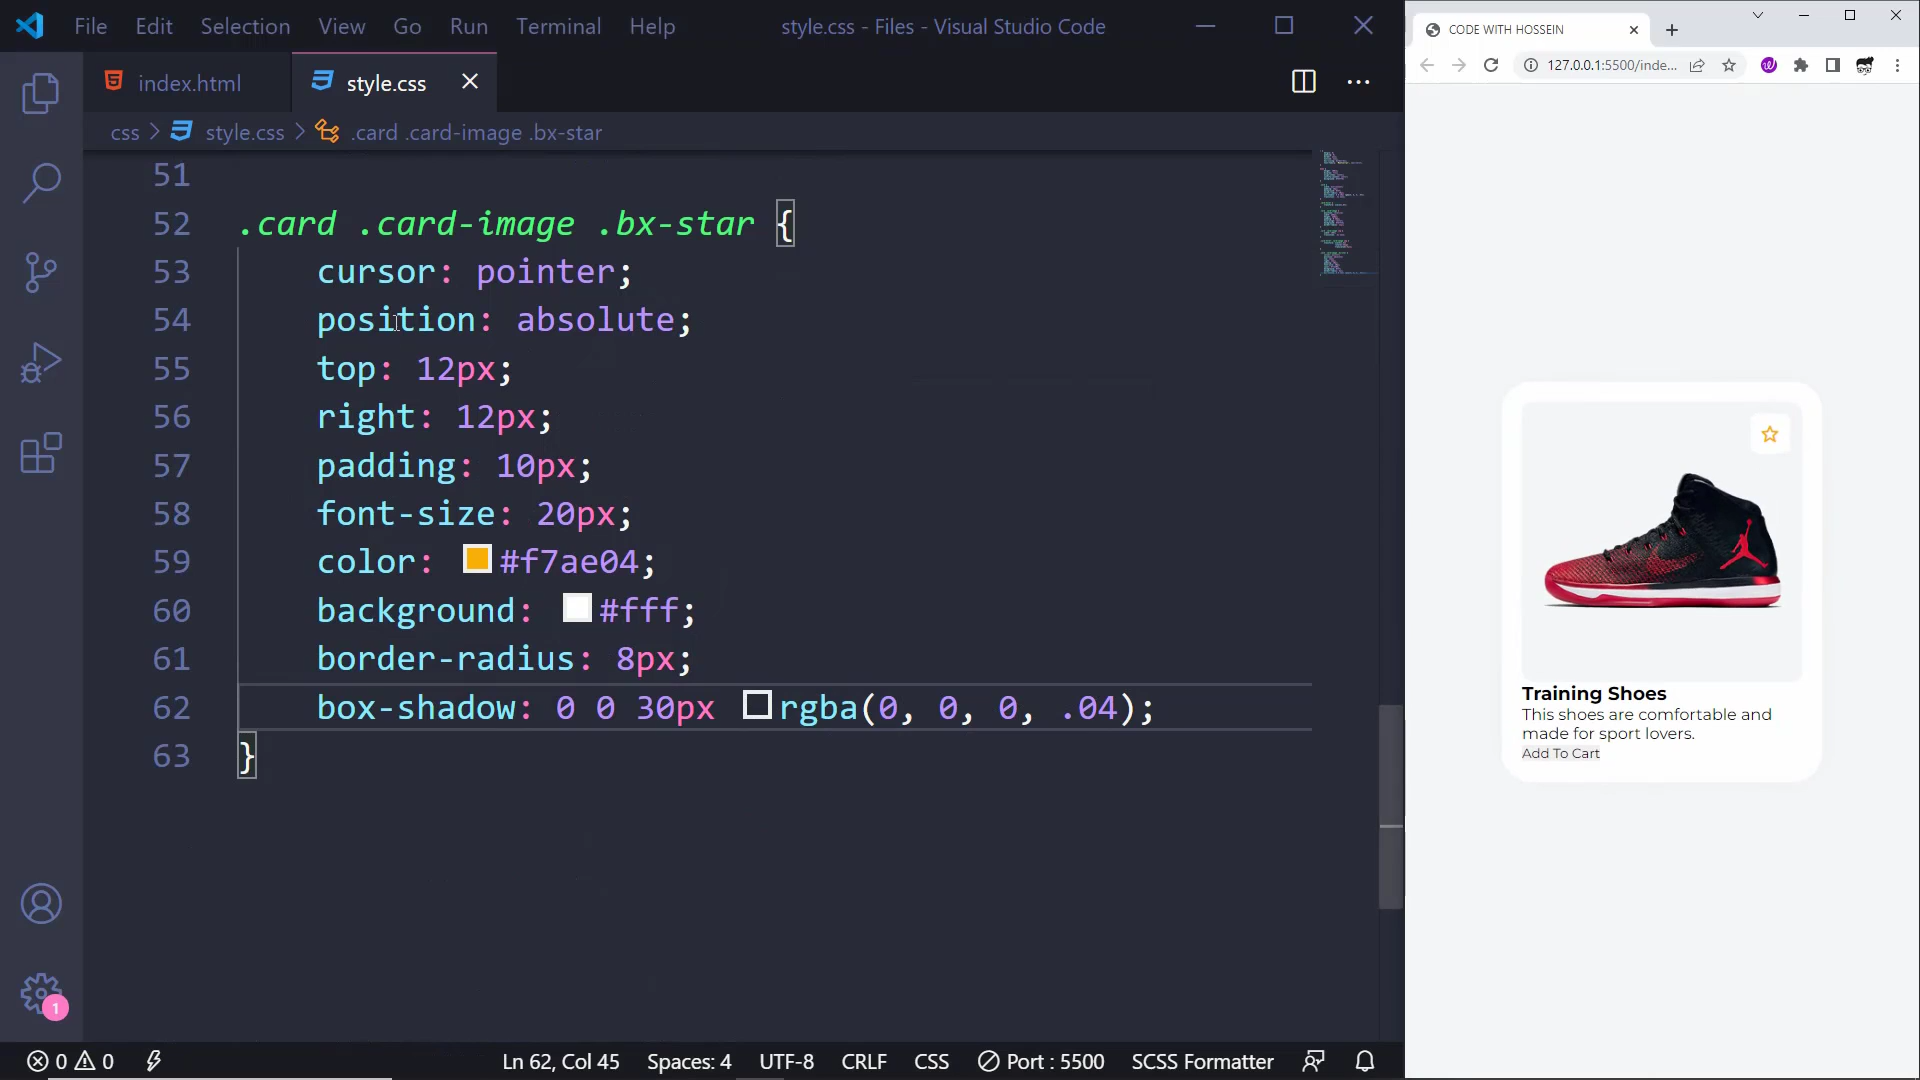 File Edit Selection View Go Run Terminal Help
style.css - Files - Visual Studio Code
index.html
style.css
css > style.css > .card .card-image .bx-star
51
52 .card .card-image .bx-star {
53 cursor: pointer;
54 position: absolute;
55 top: 12px;
56 right: 12px;
57 padding: 10px;
58 font-size: 20px;
59 color: #f7ae04;
60 background: #fff;
61 border-radius: 8px;
62 box-shadow: 0 0 30px rgba(0, 0, 0, .04);
63 }
1
0 0 Ln 62, Col 45 Spaces: 4 UTF-8 CRLF CSS Port : 5500 SCSS Formatter
CODE WITH HOSSEIN
127.0.0.1:5500/inde...
Training Shoes
This shoes are comfortable and
made for sport lovers.
Add To Cart